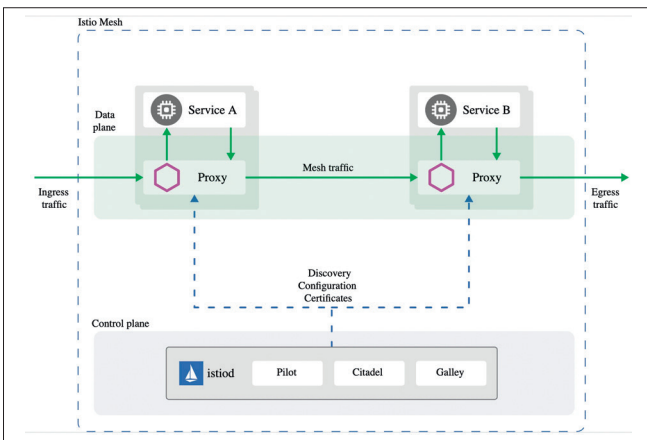 Istio Mesh
Service A
Service B
Data
plane
Proxy
Mesh traffic
Proxy
Ingress
traffic
Egress
traffic
Discovery
Configuration
Certificates
Control plane
istiod
Pilot
Citadel
Galley